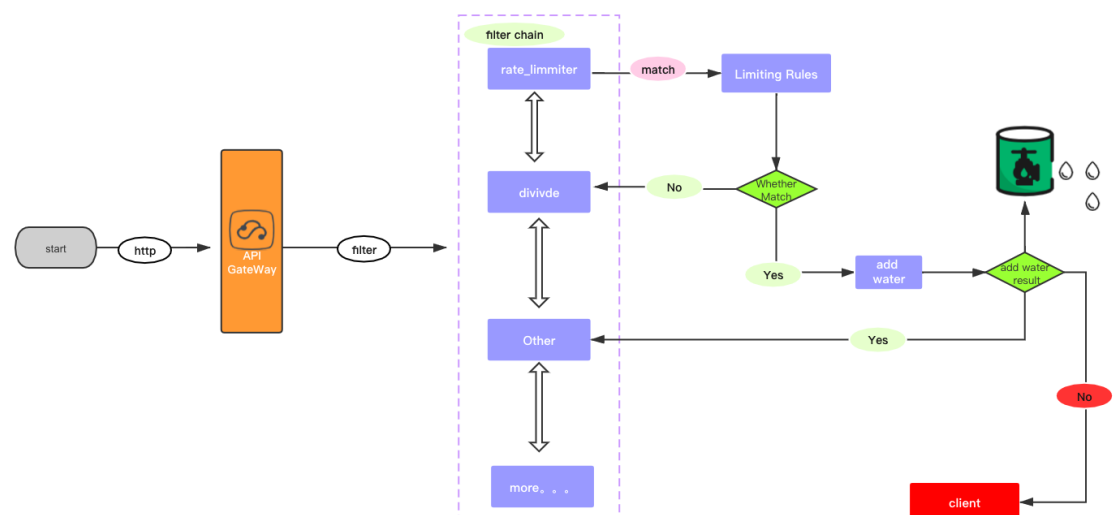 filter chain
rate_limmiter
match
Limiting Rules
divivde
No
Whether
Match
start
http
API
GateWay
filter
Yes
add
water
add water
result
Other
Yes
No
more。。。
client